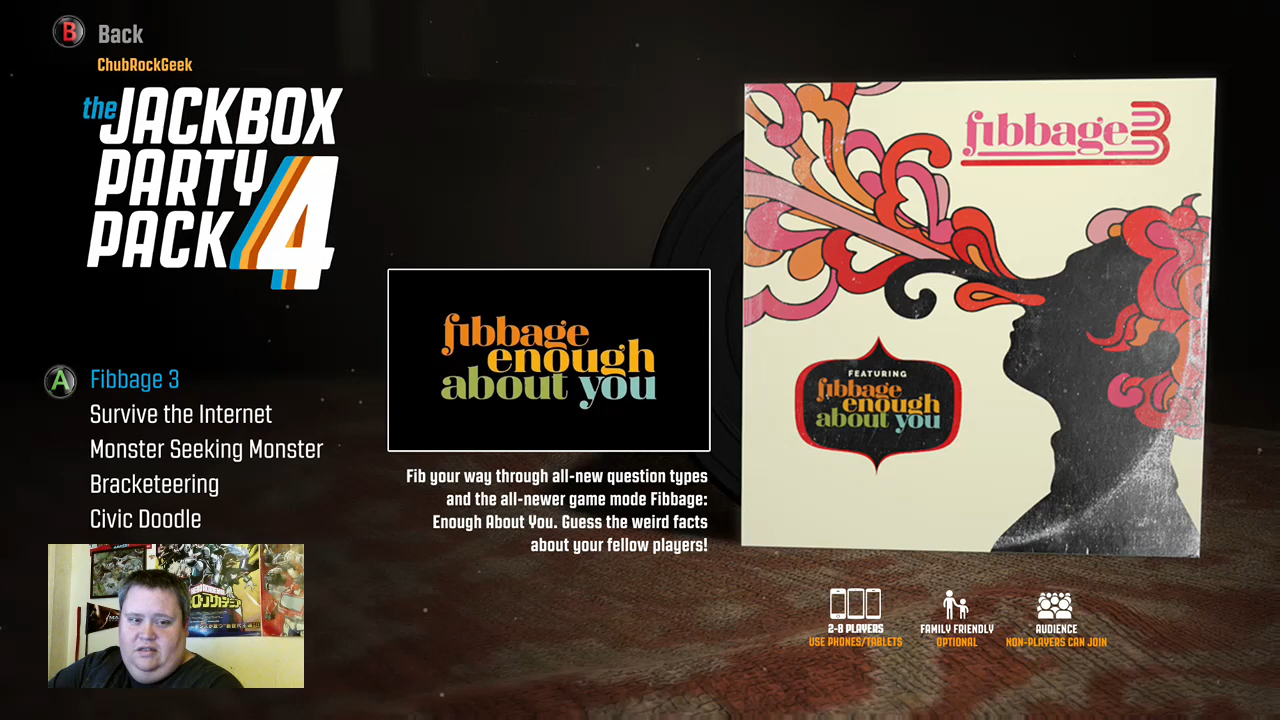 B Back
ChubRockGeek
the JACKBOX
PARTY
PACK 4
A Fibbage 3
Survive the Internet
Monster Seeking Monster
Bracketeering
Civic Doodle
fibbage
enough
about you
Fib your way through all-new question types
and the all-newer game mode Fibbage:
Enough About You. Guess the weird facts
about your fellow players!
fibbage 3
FEATURING
fibbage
enough
about you
2-8 PLAYERS
USE PHONES/TABLETS
FAMILY FRIENDLY
OPTIONAL
AUDIENCE
NON-PLAYERS CAN JOIN